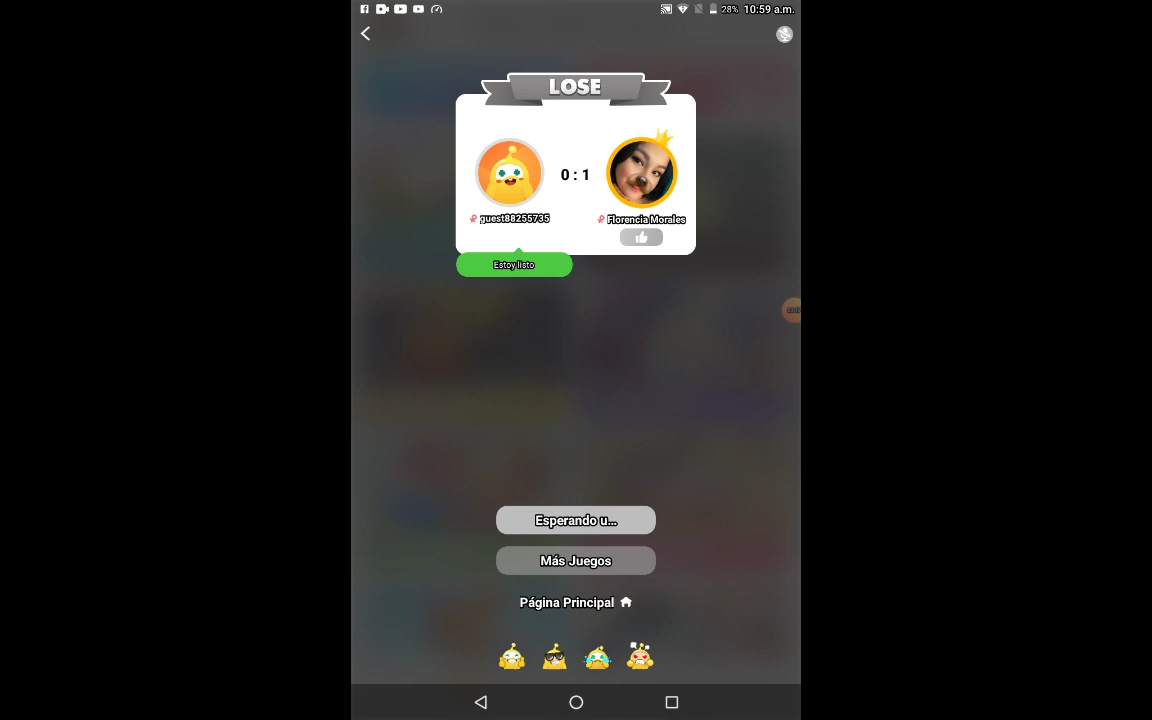 28% 10:59 a.m.
LOSE
0 : 1
guest88255735
Florencia Morales
Estoy listo
Esperando u...
Más Juegos
Página Principal